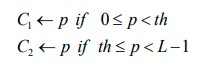 C₁ ← p if 0 ≤ p < th
C₂ ← p if th ≤ p < L − 1